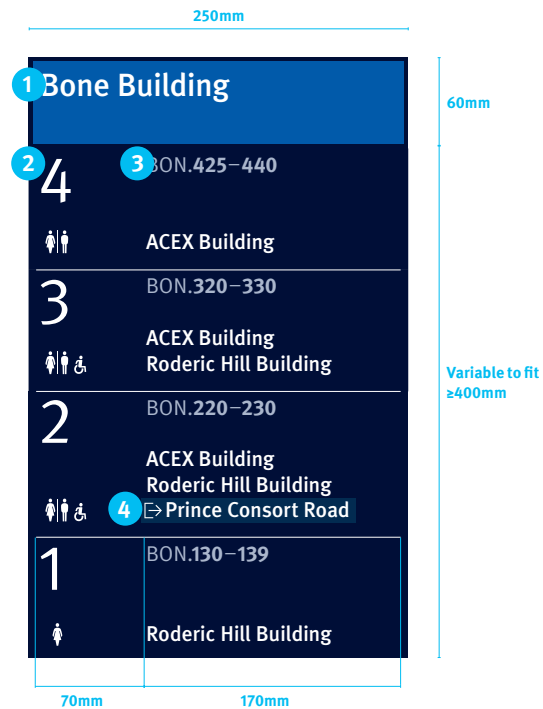 250mm
1
Bone Building
60mm
2
3
4
BON.425–440
ACEX Building
3
BON.320–330
ACEX Building
Roderic Hill Building
Variable to fit
≥400mm
2
BON.220–230
ACEX Building
Roderic Hill Building
4
Prince Consort Road
1
BON.130–139
Roderic Hill Building
70mm
170mm